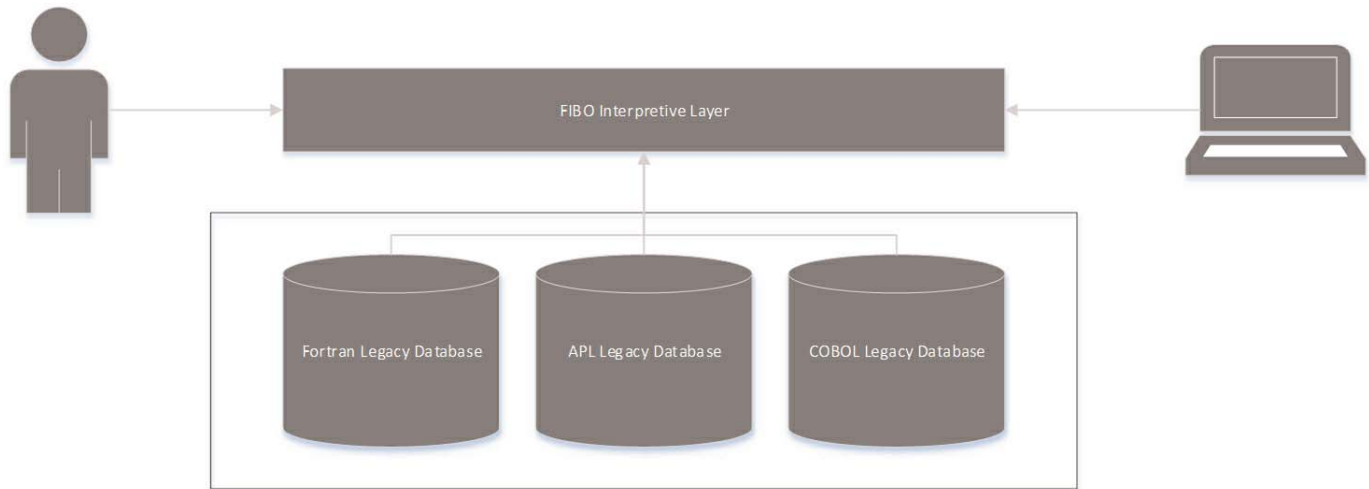 FIBO Interpretive Layer
Fortran Legacy Database
APL Legacy Database
COBOL Legacy Database